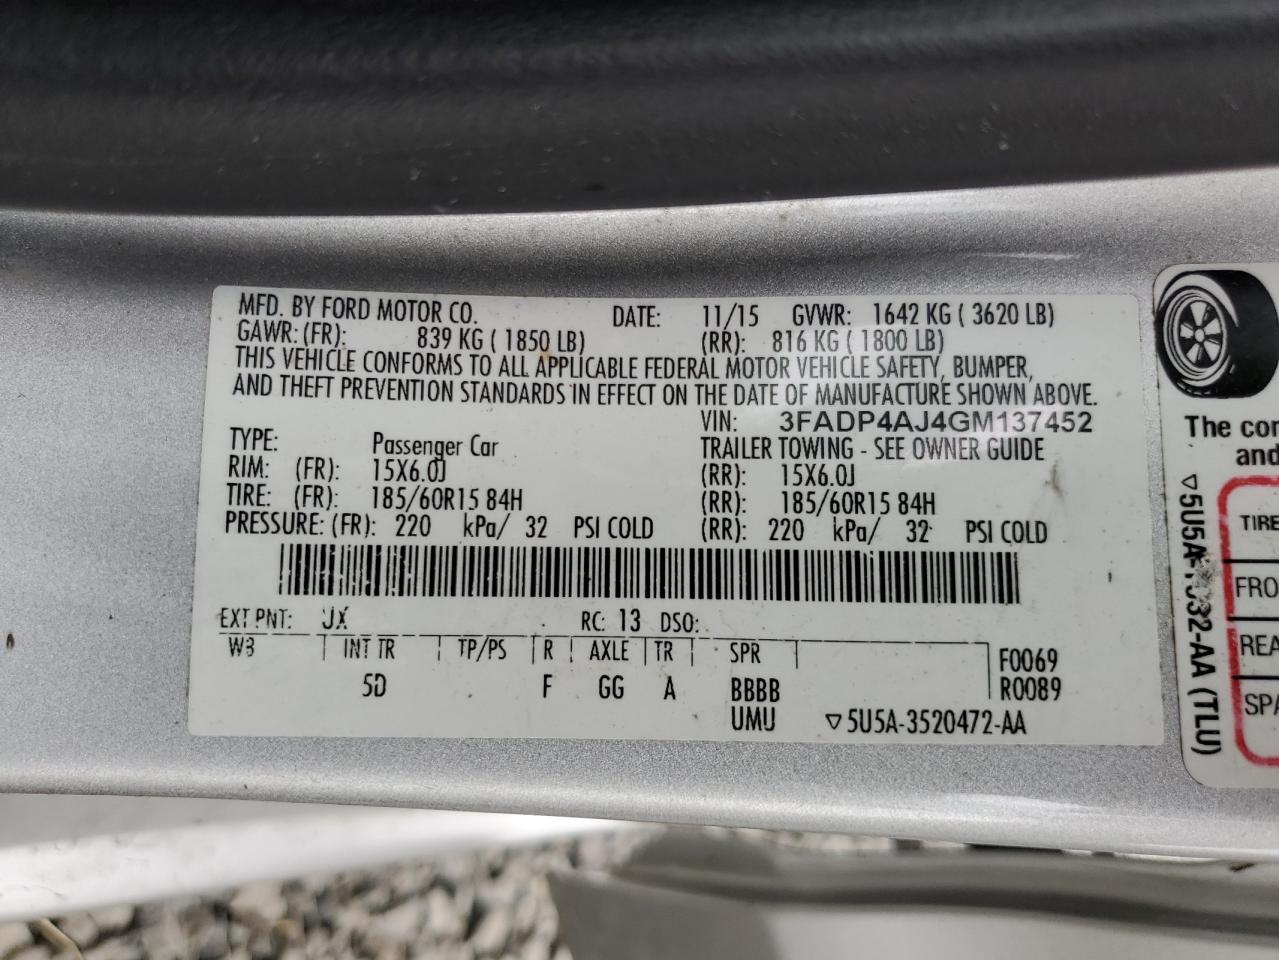 MFD. BY FORD MOTOR CO. DATE: 11/15 GVWR: 1642 KG ( 3620 LB)
GAWR: (FR): 839 KG ( 1850 LB) (RR): 816 KG ( 1800 LB)
THIS VEHICLE CONFORMS TO ALL APPLICABLE FEDERAL MOTOR VEHICLE SAFETY, BUMPER,
AND THEFT PREVENTION STANDARDS IN EFFECT ON THE DATE OF MANUFACTURE SHOWN ABOVE.
VIN: 3FADP4AJ4GM137452
TYPE: Passenger Car TRAILER TOWING - SEE OWNER GUIDE
RIM: (FR): 15X6.0J (RR): 15X6.0J
TIRE: (FR): 185/60R15 84H (RR): 185/60R15 84H
PRESSURE: (FR): 220 kPa/ 32 PSI COLD (RR): 220 kPa/ 32 PSI COLD
EXT PNT: UX RC: 13 DSO:
WB INT TR TP/PS R AXLE TR SPR F0069
5D F GG A BBBB R0089
UMU ▽5U5A-3520472-AA
The
and
TIRE
REA
SPA